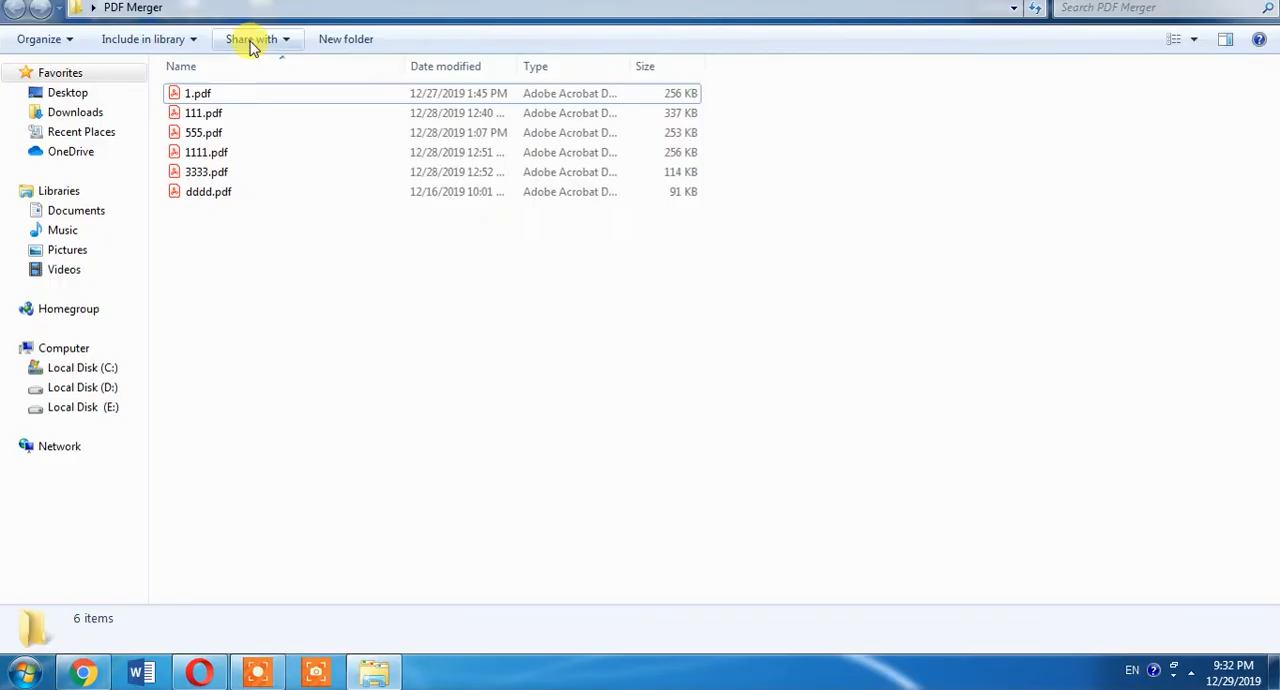 PDF Merger
Search PDF Merger
Organize
Include in library
Share with
New folder
Name
Date modified
Type
Size
Favorites
Desktop
Downloads
Recent Places
OneDrive
Libraries
Documents
Music
Pictures
Videos
Homegroup
Computer
Local Disk (C:)
Local Disk (D:)
Local Disk (E:)
Network
1.pdf 12/27/2019 1:45 PM Adobe Acrobat D... 256 KB
111.pdf 12/28/2019 12:40 ... Adobe Acrobat D... 337 KB
555.pdf 12/28/2019 1:07 PM Adobe Acrobat D... 253 KB
1111.pdf 12/28/2019 12:51 ... Adobe Acrobat D... 256 KB
3333.pdf 12/28/2019 12:52 ... Adobe Acrobat D... 114 KB
dddd.pdf 12/16/2019 10:01 ... Adobe Acrobat D... 91 KB
6 items
EN
9:32 PM
12/29/2019